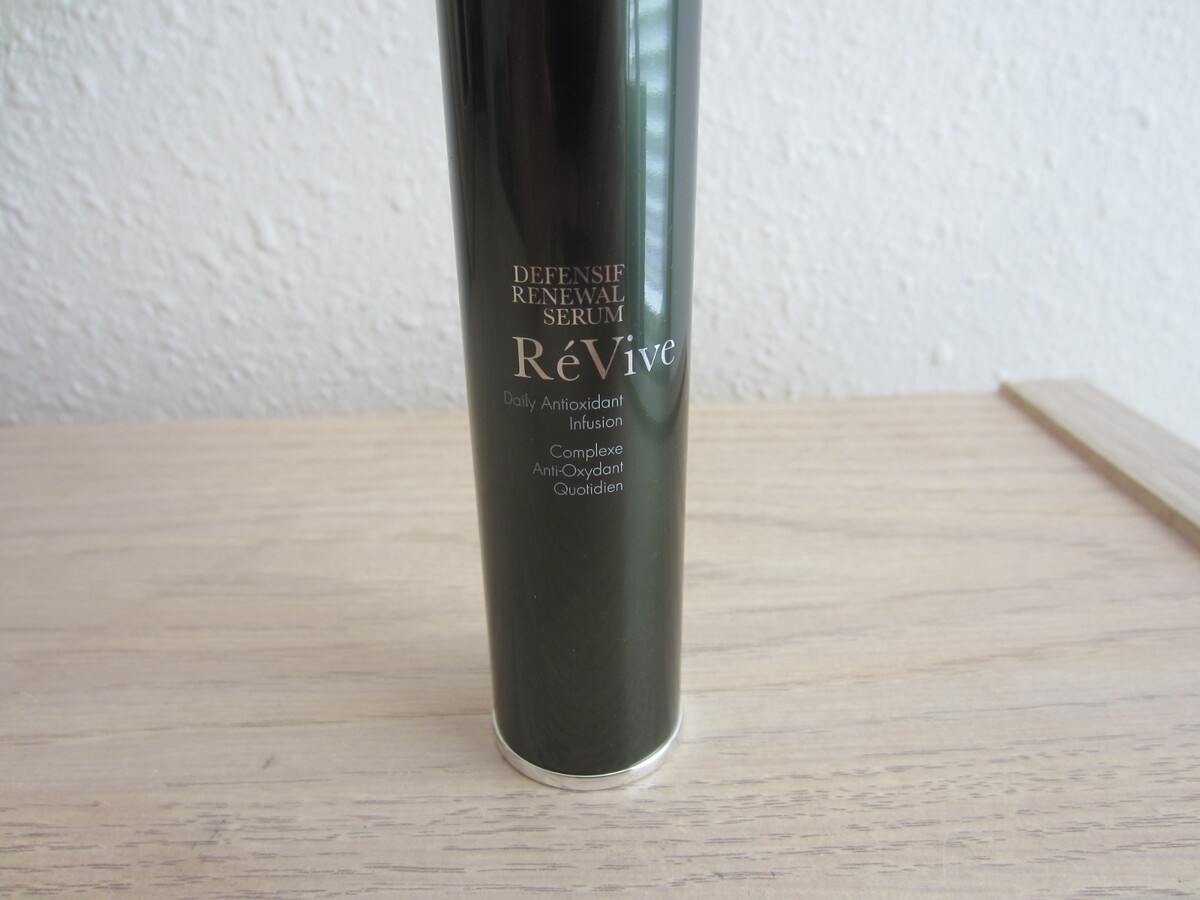 DEFENSIF
RENEWAL
SERUM
RéVive
Daily Antioxidant
Infusion
Complexe
Anti-Oxydant
Quotidien